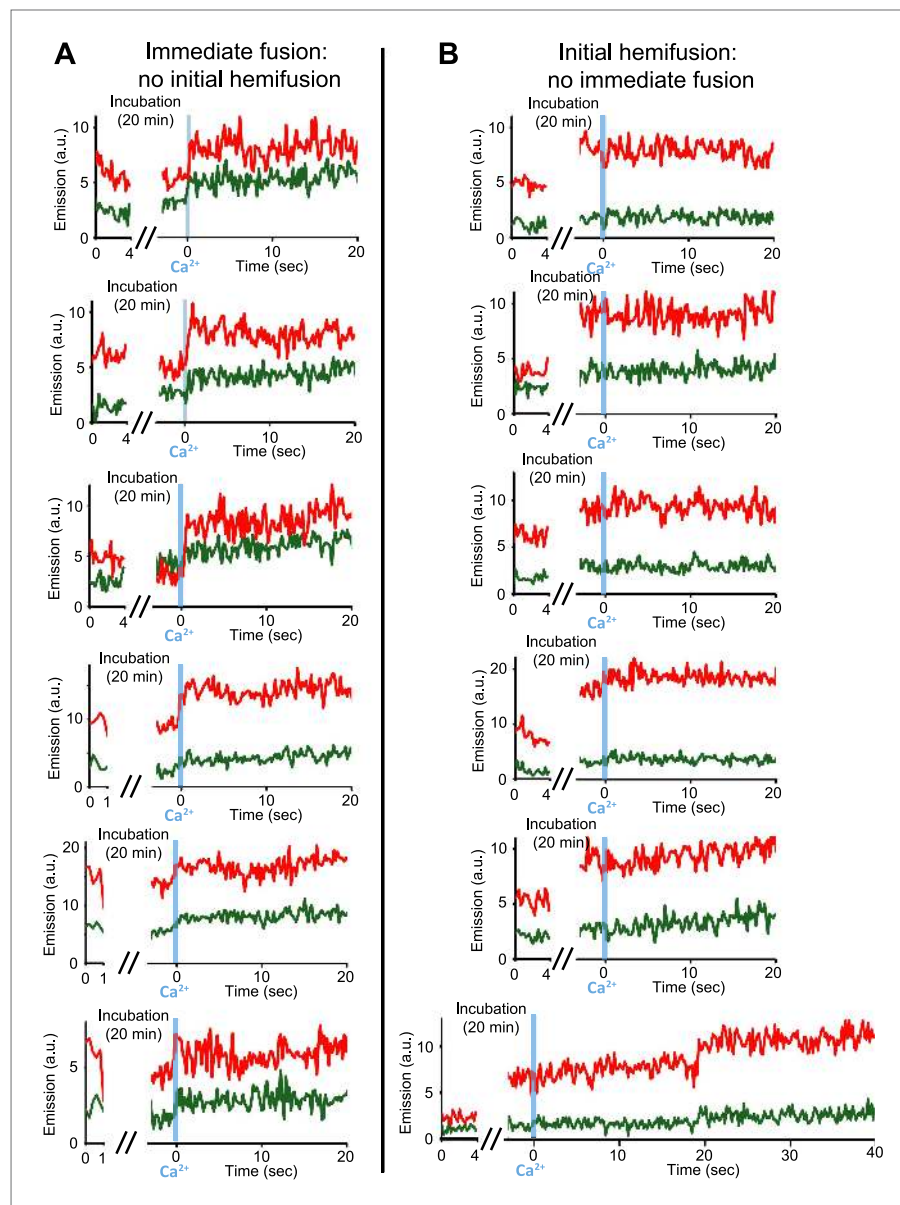 A
Immediate fusion:
no initial hemifusion
Incubation
(20 min)
Emission (a.u.)
10
5
0
0 4 0 10 20
Ca²⁺
Time (sec)
Incubation
(20 min)
Emission (a.u.)
10
5
0
0 4 0 10 20
Ca²⁺
Time (sec)
Incubation
(20 min)
Emission (a.u.)
10
5
0
0 4 0 10 20
Ca²⁺
Time (sec)
Incubation
(20 min)
Emission (a.u.)
10
0
0 1 0 10 20
Ca²⁺
Time (sec)
Incubation
(20 min)
Emission (a.u.)
20
10
0
0 1 0 10 20
Ca²⁺
Time (sec)
Incubation
(20 min)
Emission (a.u.)
5
0
0 1 0 10 20
Ca²⁺
Time (sec)
B
Initial hemifusion:
no immediate fusion
Incubation
(20 min)
Emission (a.u.)
10
5
0
0 4 0 10 20
Ca²⁺
Time (sec)
Incubation
(20 min)
Emission (a.u.)
10
5
0
0 4 0 10 20
Ca²⁺
Time (sec)
Incubation
(20 min)
Emission (a.u.)
10
5
0
0 4 0 10 20
Ca²⁺
Time (sec)
Incubation
(20 min)
Emission (a.u.)
20
10
0
0 4 0 10 20
Ca²⁺
Time (sec)
Incubation
(20 min)
Emission (a.u.)
10
5
0
0 4 0 10 20
Ca²⁺
Time (sec)
Incubation
(20 min)
Emission (a.u.)
10
5
0
0 4 0 10 20 30 40
Ca²⁺
Time (sec)